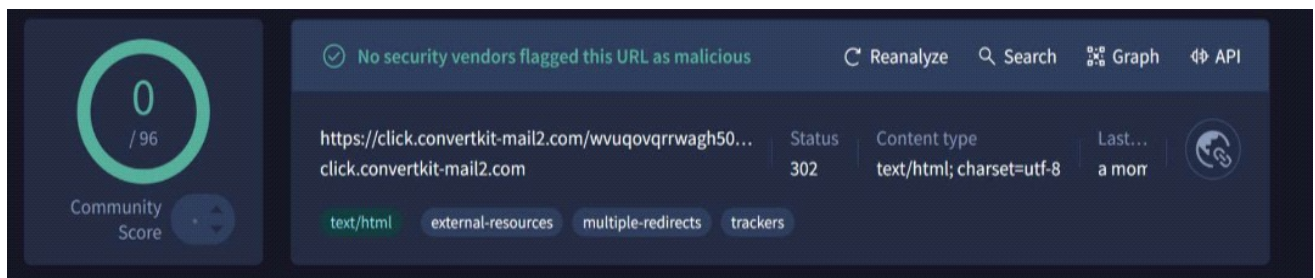 0
/ 96
Community
Score
No security vendors flagged this URL as malicious
Reanalyze
Search
Graph
API
https://click.convertkit-mail2.com/wvuqovqrrwagh50...
click.convertkit-mail2.com
Status
302
Content type
text/html; charset=utf-8
Last...
a mom
text/html
external-resources
multiple-redirects
trackers